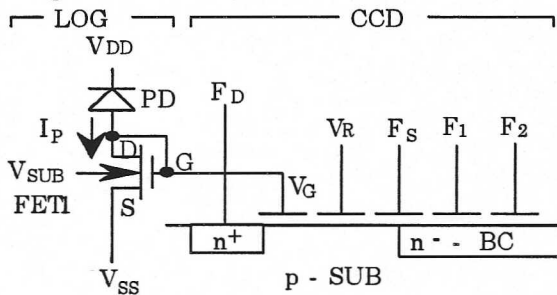 LOG CCD
VDD
PD
FD
IP
D
G
VR FS F1 F2
VSUB
VG
FET1
S
n+
n - - BC
VSS
p - SUB